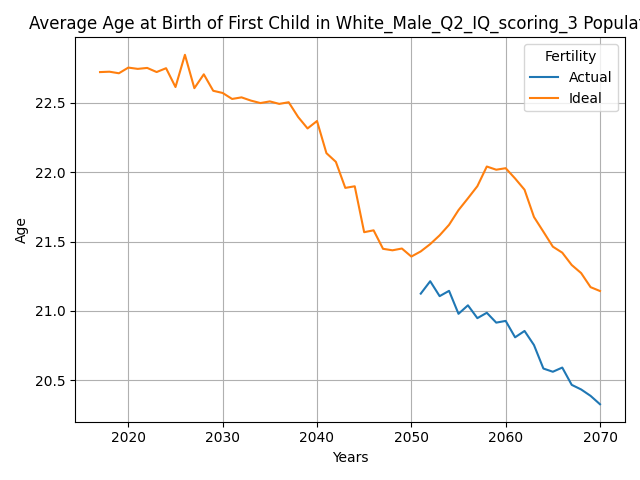 Average Age at Birth of First Child in White_Male_Q2_IQ_scoring_3 Populat
Fertility
Actual
Ideal
22.5
22.0
21.5
21.0
20.5
Age
2020 2030 2040 2050 2060 2070
Years